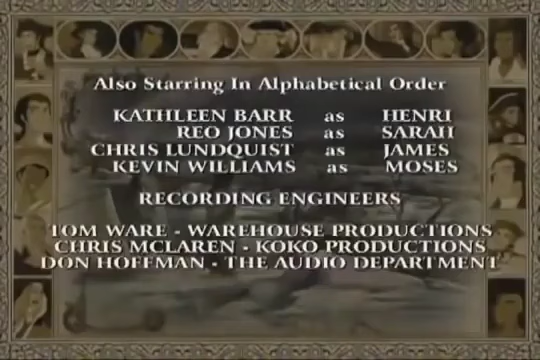 Also Starring In Alphabetical Order
KATHLEEN BARR as HENRI
REO JONES as SARAH
CHRIS LUNDQUIST as JAMES
KEVIN WILLIAMS as MOSES
RECORDING ENGINEERS
TOM WARE - WAREHOUSE PRODUCTIONS
CHRIS MCLAREN - KOKO PRODUCTIONS
DON HOFFMAN - THE AUDIO DEPARTMENT